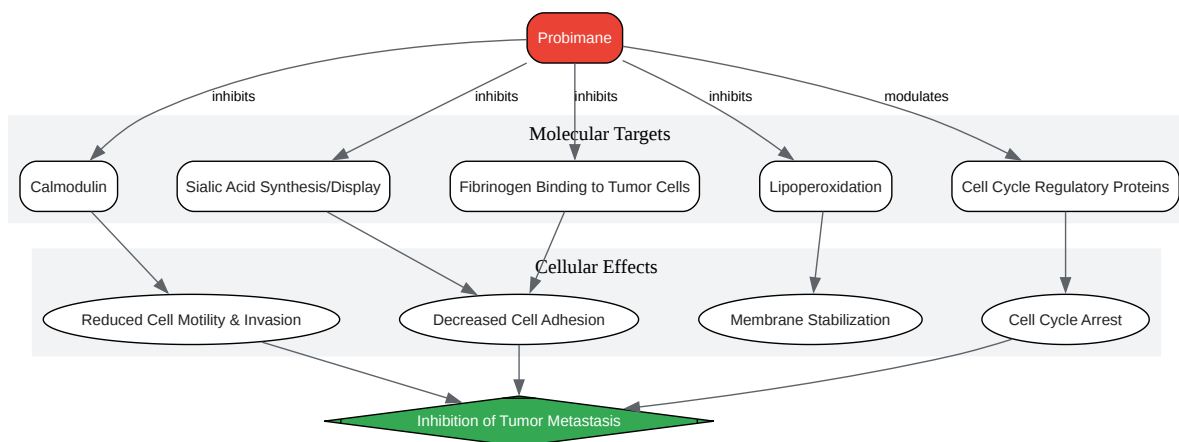 Probimane
inhibits
inhibits
inhibits
inhibits
modulates
Molecular Targets
Calmodulin
Sialic Acid Synthesis/Display
Fibrinogen Binding to Tumor Cells
Lipoperoxidation
Cell Cycle Regulatory Proteins
Cellular Effects
Reduced Cell Motility & Invasion
Decreased Cell Adhesion
Membrane Stabilization
Cell Cycle Arrest
Inhibition of Tumor Metastasis